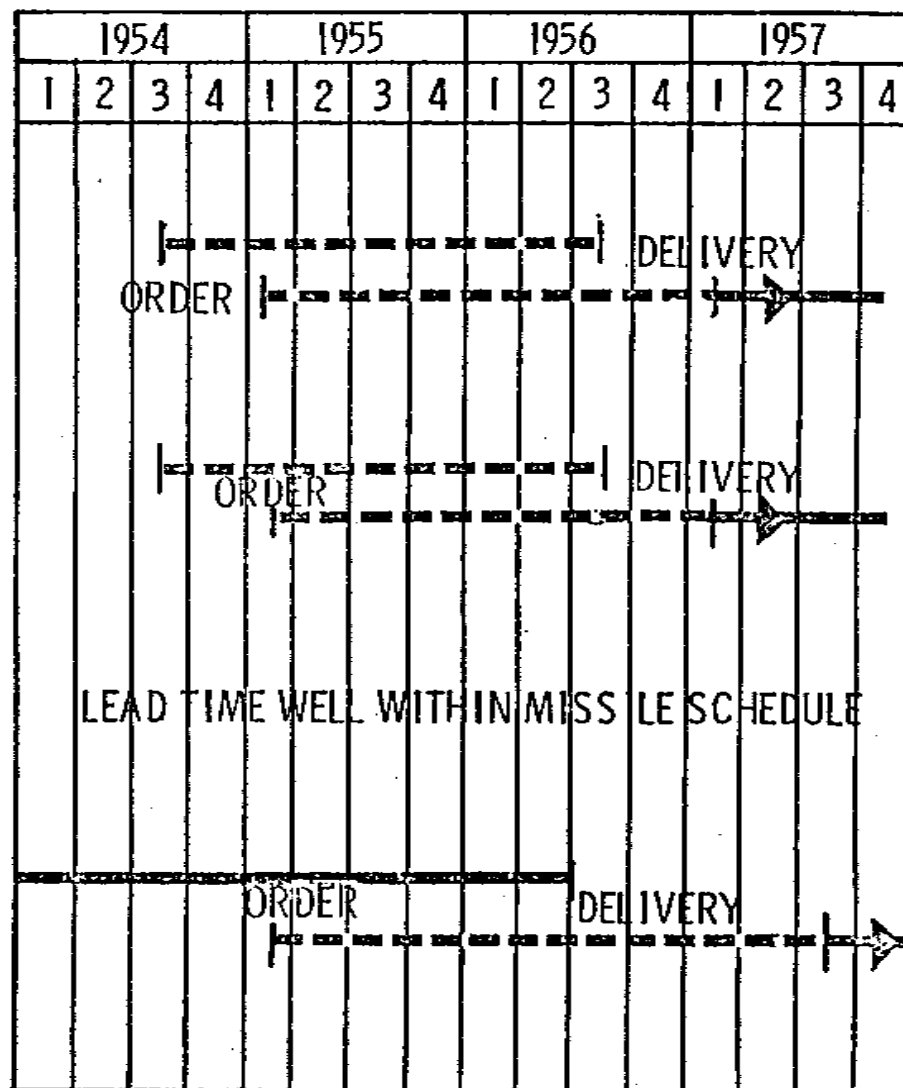 1954 1955 1956 1957
1 2 3 4 1 2 3 4 1 2 3 4 1 2 3 4
DELIVERY
ORDER
DELIVERY
ORDER
LEAD TIME WELL WITHIN MISSILE SCHEDULE
ORDER DELIVERY